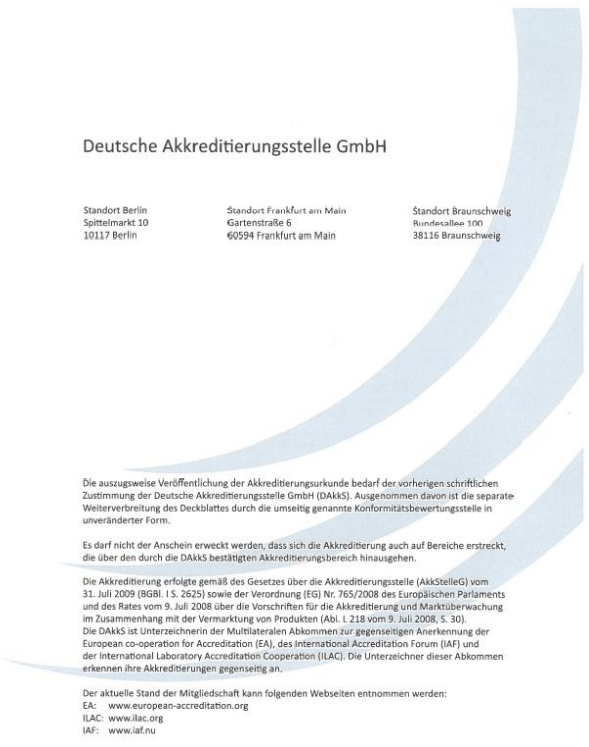 Deutsche Akkreditierungsstelle GmbH
Standort Berlin
Spittelmarkt 10
10117 Berlin
Standort Frankfurt am Main
Gartenstraße 6
60594 Frankfurt am Main
Standort Braunschweig
Bundesallee 100
38116 Braunschweig
Die auszugsweise Veröffentlichung der Akkreditierungsurkunde bedarf der vorherigen schriftlichen
Zustimmung der Deutsche Akkreditierungsstelle GmbH (DAkkS). Ausgenommen davon ist die separate
Weiterverbreitung des Deckblattes durch die umseitig genannte Konformitätsbewertungsstelle in
unveränderter Form.
Es darf nicht der Anschein erweckt werden, dass sich die Akkreditierung auch auf Bereiche erstreckt,
die über den durch die DAkkS bestätigten Akkreditierungsbereich hinausgehen.
Die Akkreditierung erfolgte gemäß des Gesetzes über die Akkreditierungsstelle (AkkStelleG) vom
31. Juli 2009 (BGBl. I S. 2625) sowie der Verordnung (EG) Nr. 765/2008 des Europäischen Parlaments
und des Rates vom 9. Juli 2008 über die Vorschriften für die Akkreditierung und Marktüberwachung
im Zusammenhang mit der Vermarktung von Produkten (Abl. L 218 vom 9. Juli 2008, S. 30).
Die DAkkS ist Unterzeichnerin der Multilateralen Abkommen zur gegenseitigen Anerkennung der
European co-operation for Accreditation (EA), des International Accreditation Forum (IAF) und
der International Laboratory Accreditation Cooperation (ILAC). Die Unterzeichner dieser Abkommen
erkennen ihre Akkreditierungen gegenseitig an.
Der aktuelle Stand der Mitgliedschaft kann folgenden Webseiten entnommen werden:
EA: www.european-accreditation.org
ILAC: www.ilac.org
IAF: www.iaf.nu